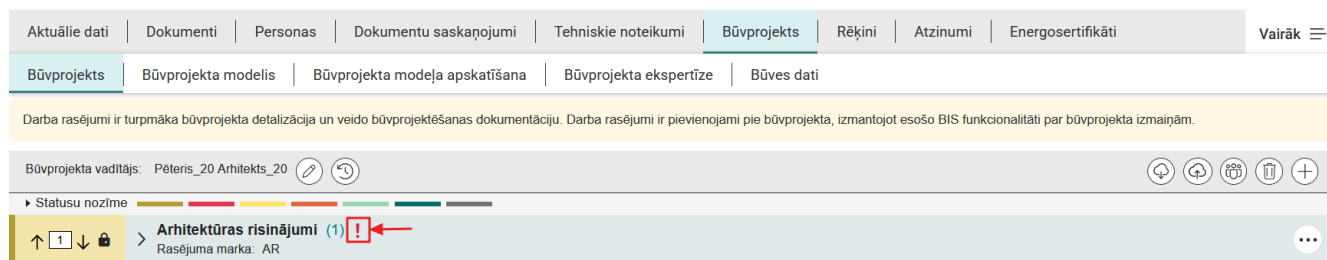 Aktuālie dati Dokumenti Personas Dokumentu saskaņojumi Tehniskie noteikumi Būvprojekts Rēķini Atzinumi Energosertifikāti Vairāk
Būvprojekts Būvprojekta modelis Būvprojekta modeļa apskatīšana Būvprojekta ekspertīze Būves dati
Darba rasējumi ir turpmāka būvprojekta detalizācija un veido būvprojektēšanas dokumentāciju. Darba rasējumi ir pievienojami pie būvprojekta, izmantojot esošo BIS funkcionalitāti par būvprojekta izmaiņām.
Būvprojekta vadītājs: Pēteris_20 Arhitekts_20
Statusu nozīme
1 Arhitektūras risinājumi (1) !
Rasējuma marka: AR